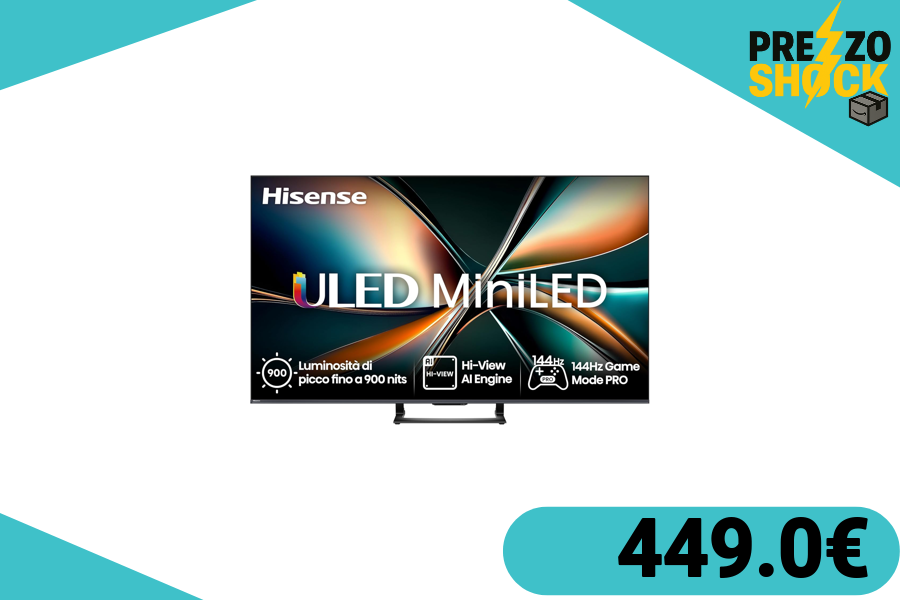 PREZZO
SHOCK
Hisense
ULED MiniLED
900
Luminosità di
picco fino a 900 nits
AI
HI-VIEW
Hi-View
AI Engine
144Hz
PRO
144Hz Game
Mode PRO
449.0€